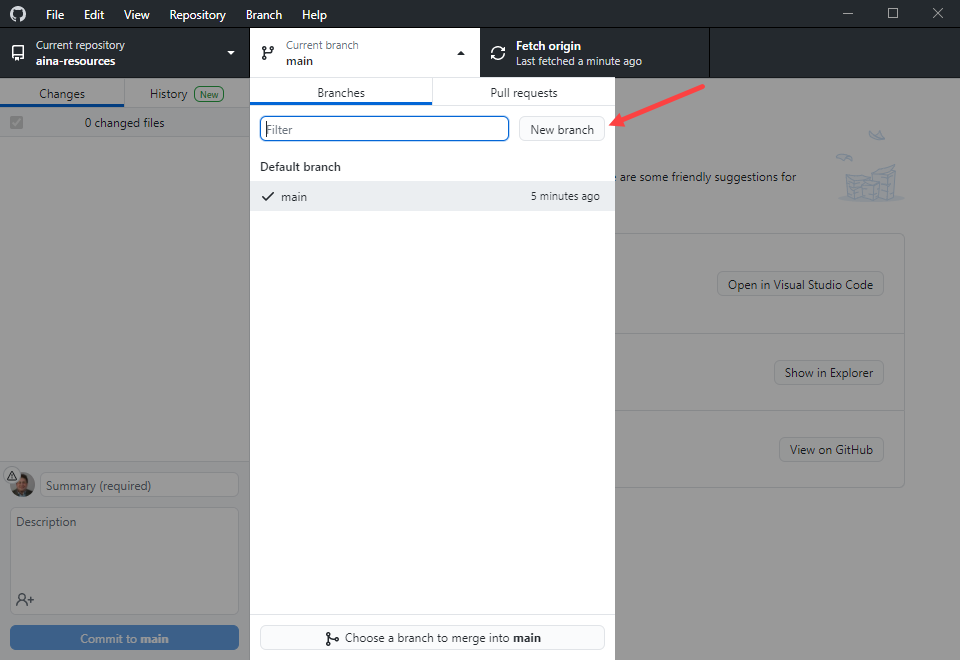 File Edit View Repository Branch Help
Current repository
aina-resources
Current branch
main
Fetch origin
Last fetched a minute ago
Changes
History New
Branches
Pull requests
0 changed files
Filter
New branch
Default branch
main 5 minutes ago
are some friendly suggestions for
Open in Visual Studio Code
Show in Explorer
View on GitHub
Summary (required)
Description
Commit to main
Choose a branch to merge into main